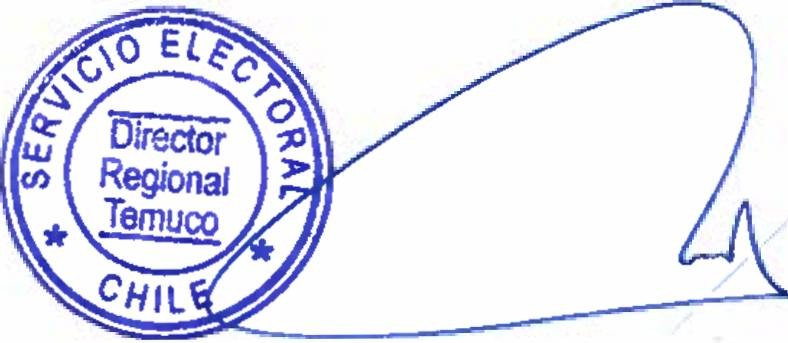 SERVICIO ELECTORAL
Director
Regional
Temuco
* CHILE *